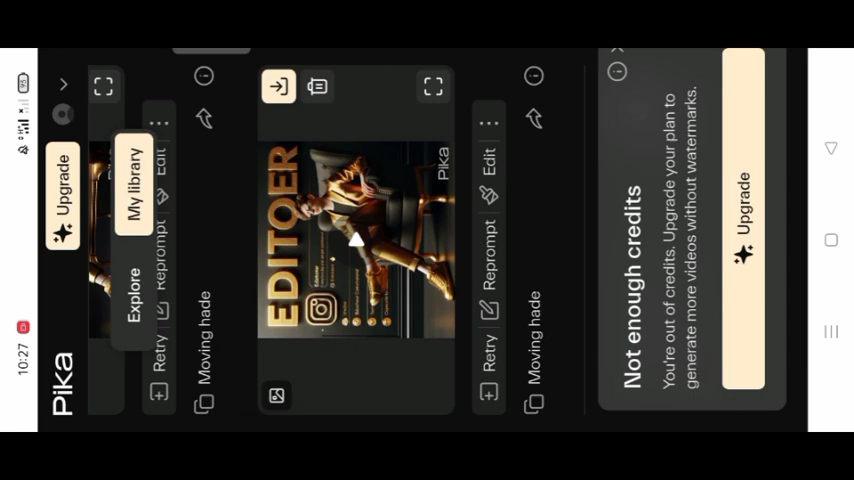 10:27
Pika
Upgrade
Explore
My library
Pika
Retry
Reprompt
Edit
Moving hade
EDITOER
Pika
Retry
Reprompt
Edit
Moving hade
Not enough credits
You're out of credits. Upgrade your plan to
generate more videos without watermarks.
Upgrade